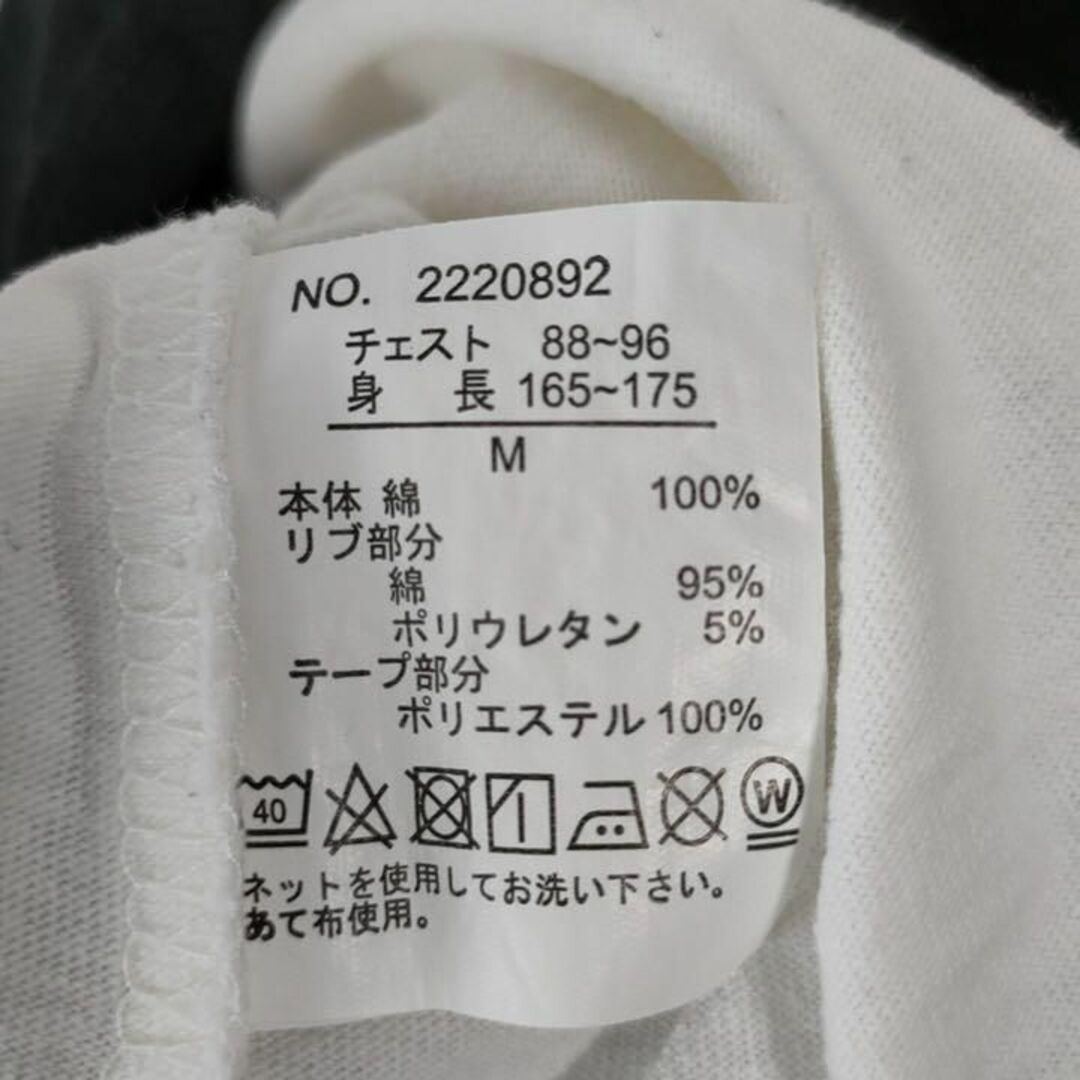 NO. 2220892
チェスト 88~96
身 長 165~175
M
本体 綿 100%
リブ部分
綿 95%
ポリウレタン 5%
テープ部分
ポリエステル 100%
40 W
ネットを使用してお洗い下さい。
あて布使用。